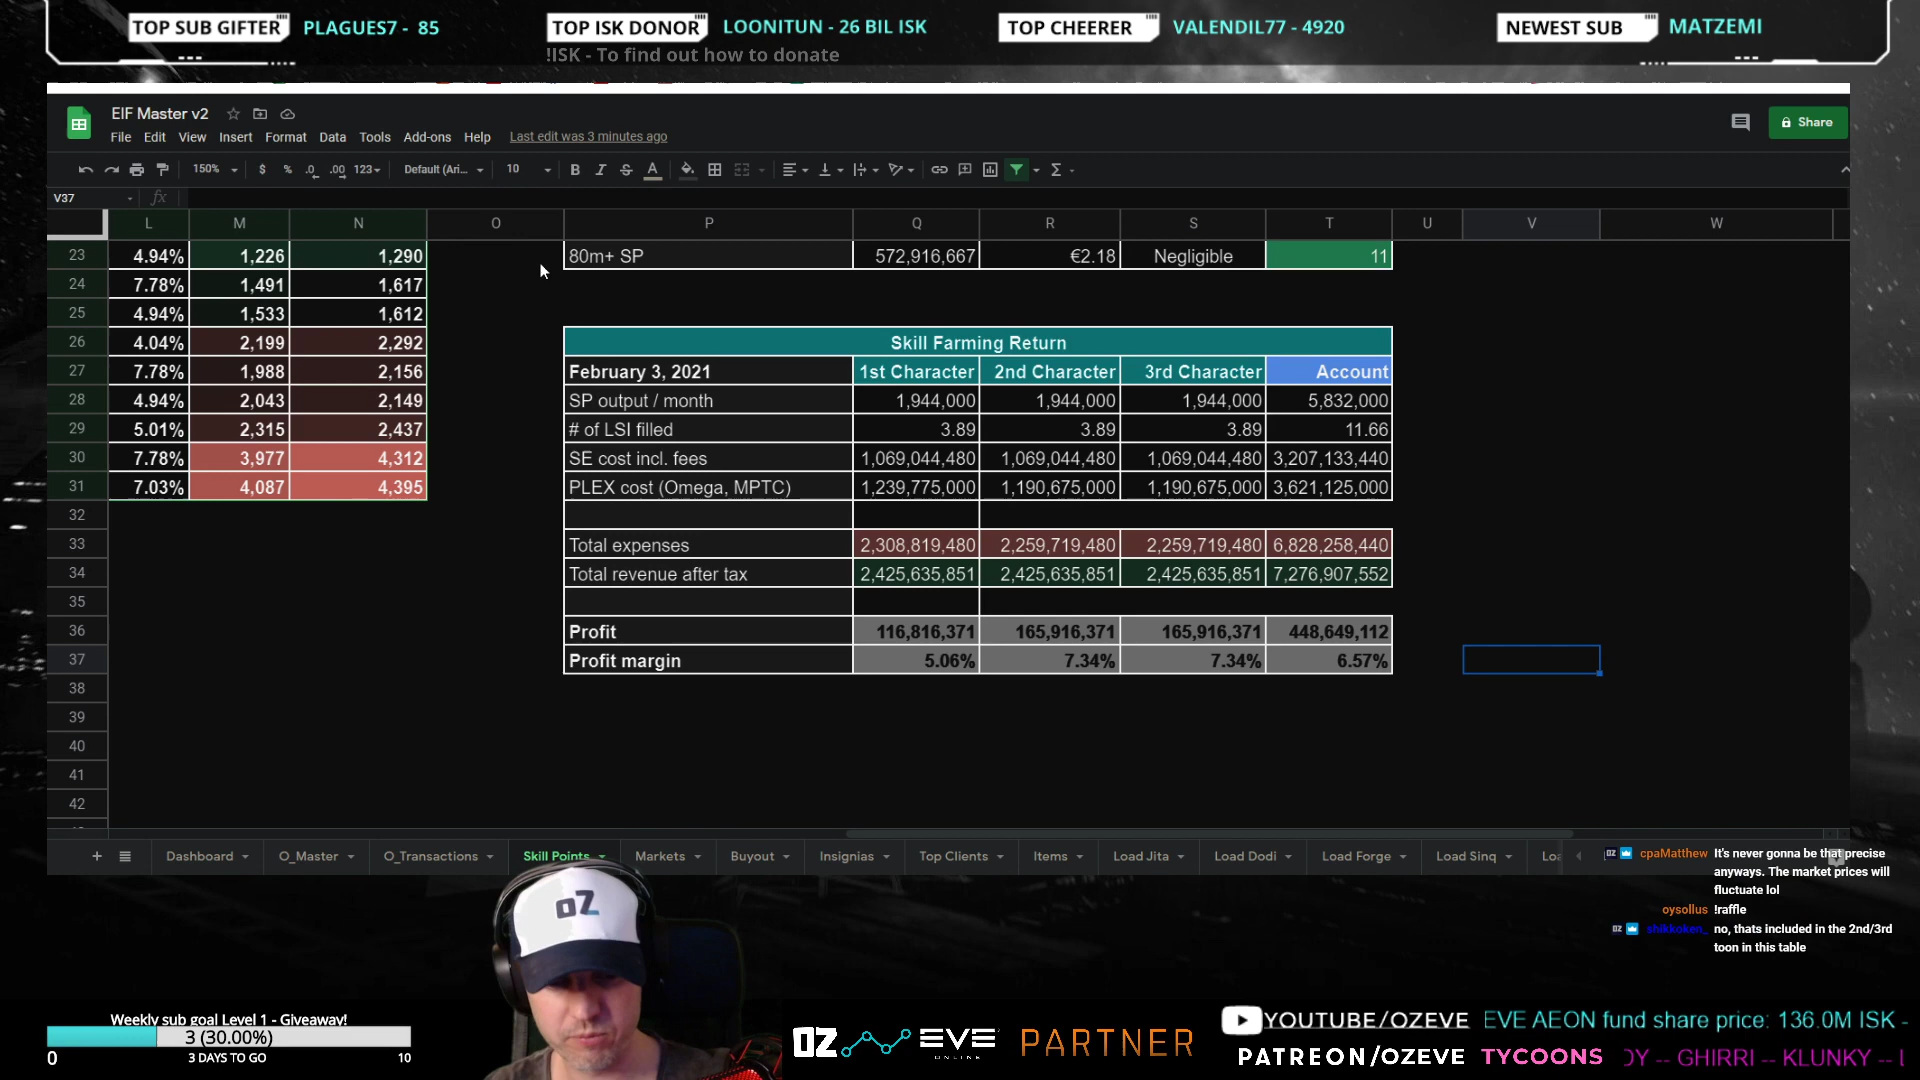 TOP SUB GIFTER PLAGUES7 - 85 TOP ISK DONOR LOONITUN - 26 BIL ISK TOP CHEERER VALENDIL77 - 4920 NEWEST SUB MATZEMI
!ISK - To find out how to donate
EIF Master v2
File Edit View Insert Format Data Tools Add-ons Help Last edit was 3 minutes ago
Share
150% $ % .0 .00 123 Default (Ari... 10 B I S A
V37 fx
L M N O P Q R S T U V W
23 4.94% 1,226 1,290 80m+ SP 572,916,667 €2.18 Negligible 11
24 7.78% 1,491 1,617
25 4.94% 1,533 1,612
26 4.04% 2,199 2,292 Skill Farming Return
27 7.78% 1,988 2,156 February 3, 2021 1st Character 2nd Character 3rd Character Account
28 4.94% 2,043 2,149 SP output / month 1,944,000 1,944,000 1,944,000 5,832,000
29 5.01% 2,315 2,437 # of LSI filled 3.89 3.89 3.89 11.66
30 7.78% 3,977 4,312 SE cost incl. fees 1,069,044,480 1,069,044,480 1,069,044,480 3,207,133,440
31 7.03% 4,087 4,395 PLEX cost (Omega, MPTC) 1,239,775,000 1,190,675,000 1,190,675,000 3,621,125,000
32
33 Total expenses 2,308,819,480 2,259,719,480 2,259,719,480 6,828,258,440
34 Total revenue after tax 2,425,635,851 2,425,635,851 2,425,635,851 7,276,907,552
35
36 Profit 116,816,371 165,916,371 165,916,371 448,649,112
37 Profit margin 5.06% 7.34% 7.34% 6.57%
38
39
40
41
42
+ Dashboard O_Master O_Transactions Skill Points Markets Buyout Insignias Top Clients Items Load Jita Load Dodi Load Forge Load Sinq
OZ cpaMatthew It's never gonna be that precise
anyways. The market prices will
fluctuate lol
oysollus !raffle
OZ shikkoken_ no, thats included in the 2nd/3rd
toon in this table
oZ
Weekly sub goal Level 1 - Giveaway!
3 (30.00%)
0 3 DAYS TO GO 10
OZ EVE ONLINE PARTNER
YOUTUBE/OZEVE EVE AEON fund share price: 136.0M ISK -
PATREON/OZEVE TYCOONS -- GHIRRI -- KLUNKY --